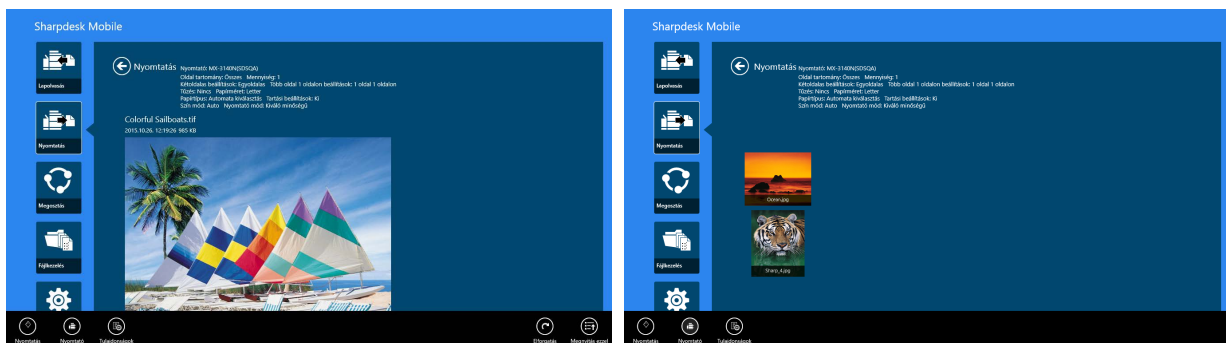 Sharpdesk Mobile
Lapolvasás
Nyomtatás
Megosztás
Fájlkezelés
Nyomtatás Nyomtató: MX-3140N(SDSQA)
Oldal tartomány: Összes Mennyiség: 1
Kétoldalas beállítások: Egyoldalas Több oldal 1 oldalon beállítások: 1 oldal 1 oldalon
Tűzés: Nincs Papírméret: Letter
Papírtípus: Automata kiválasztás Tartási beállítások: Ki
Szín mód: Auto Nyomtató mód: Kiváló minőségű
Colorful Sailboats.tif
2015.10.26. 12:19:26 985 KB
Nyomtatás Nyomtató Tulajdonságok Elforgatás Megnyitás ezzel
Sharpdesk Mobile
Lapolvasás
Nyomtatás
Megosztás
Fájlkezelés
Nyomtatás Nyomtató: MX-3140N(SDSQA)
Oldal tartomány: Összes Mennyiség: 1
Kétoldalas beállítások: Egyoldalas Több oldal 1 oldalon beállítások: 1 oldal 1 oldalon
Tűzés: Nincs Papírméret: Letter
Papírtípus: Automata kiválasztás Tartási beállítások: Ki
Szín mód: Auto Nyomtató mód: Kiváló minőségű
Ocean.jpg
Sharp_4.jpg
Nyomtatás Nyomtató Tulajdonságok